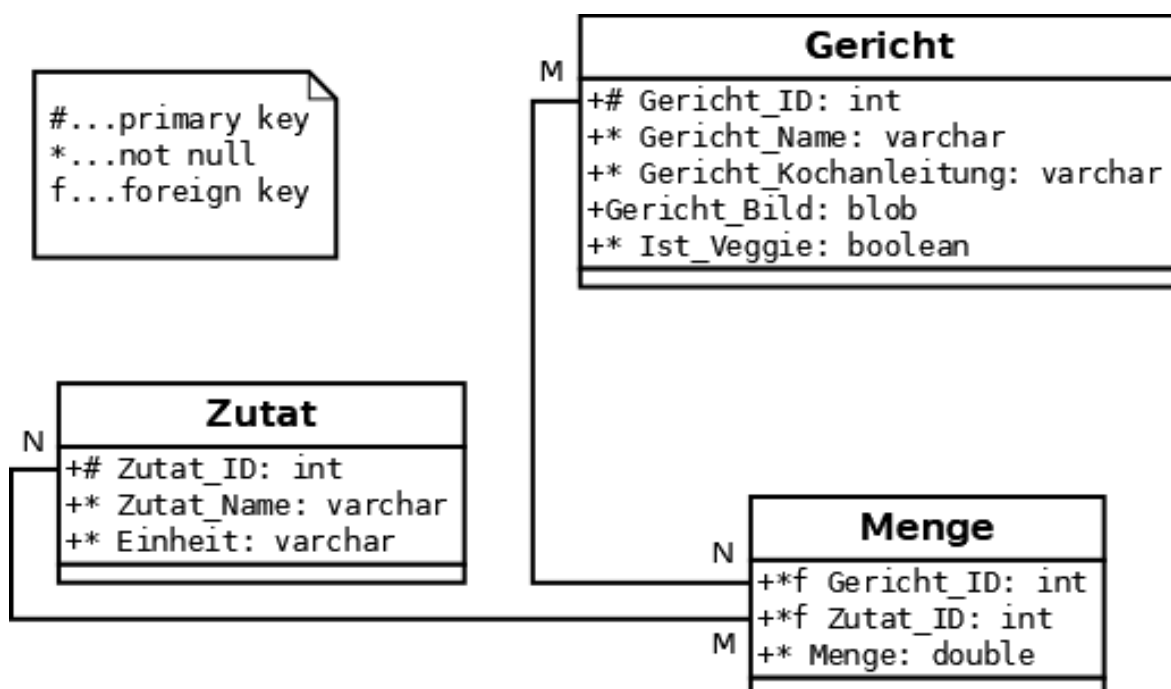 #...primary key
*...not null
f...foreign key
M
Gericht
+# Gericht_ID: int
+* Gericht_Name: varchar
+* Gericht_Kochanleitung: varchar
+Gericht_Bild: blob
+* Ist_Veggie: boolean
N
Zutat
+# Zutat_ID: int
+* Zutat_Name: varchar
+* Einheit: varchar
N
M
Menge
+*f Gericht_ID: int
+*f Zutat_ID: int
+* Menge: double